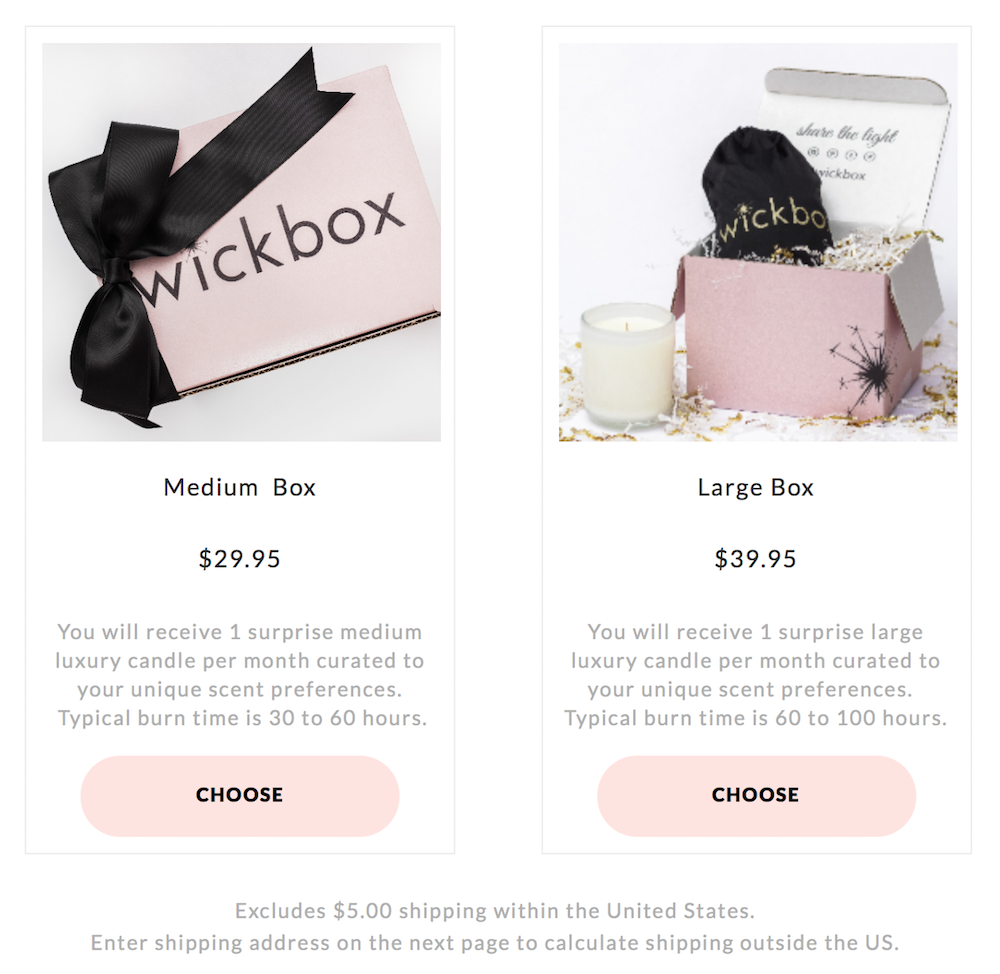 wickbox
share the light
wickbox
wickbo
Medium Box
$29.95
You will receive 1 surprise medium
luxury candle per month curated to
your unique scent preferences.
Typical burn time is 30 to 60 hours.
CHOOSE
Large Box
$39.95
You will receive 1 surprise large
luxury candle per month curated to
your unique scent preferences.
Typical burn time is 60 to 100 hours.
CHOOSE
Excludes $5.00 shipping within the United States.
Enter shipping address on the next page to calculate shipping outside the US.